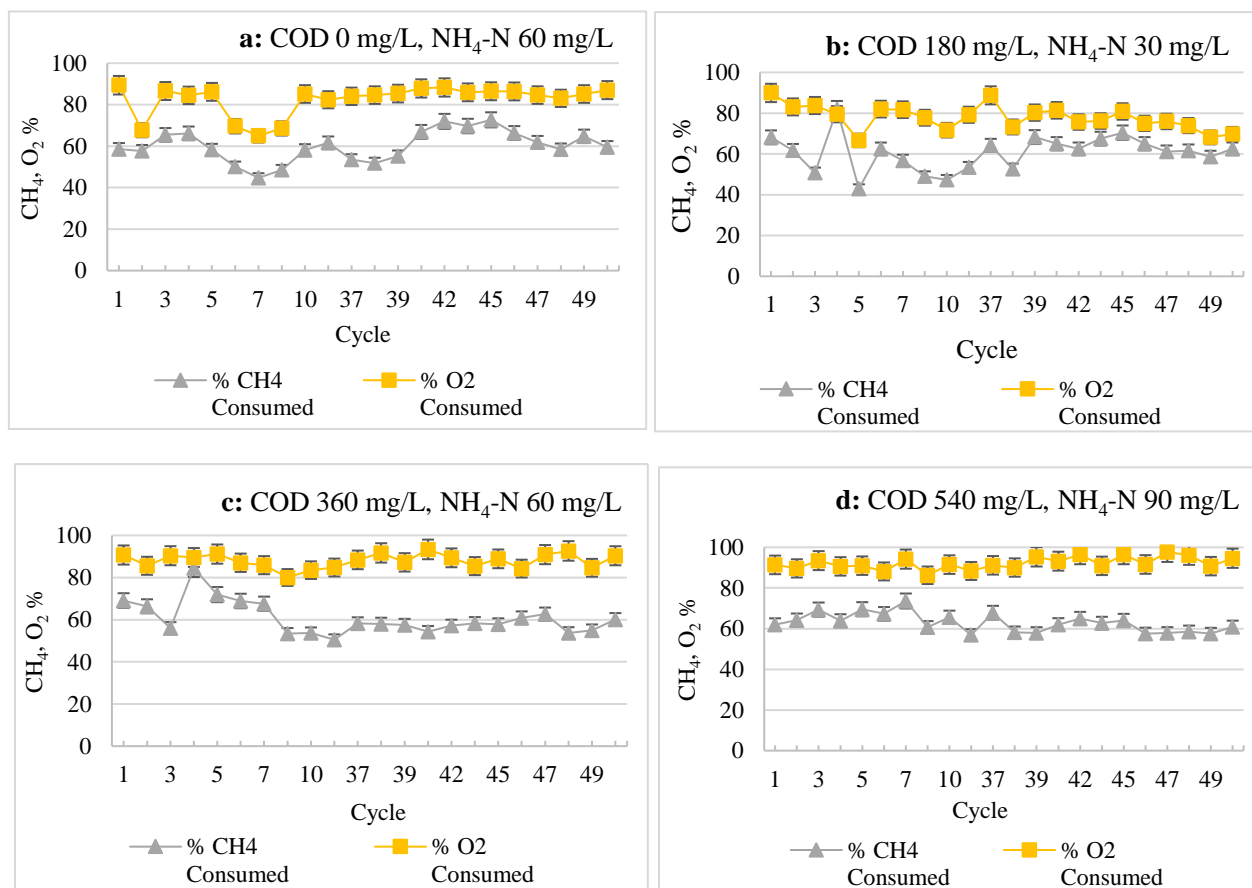 a: COD 0 mg/L, NH₄-N 60 mg/L
CH₄, O₂ %
100
80
60
40
20
0
1 3 5 7 10 37 39 42 45 47 49
Cycle
% CH4 Consumed
% O2 Consumed
b: COD 180 mg/L, NH₄-N 30 mg/L
CH₄, O₂ %
100
80
60
40
20
0
1 3 5 7 10 37 39 42 45 47 49
Cycle
% CH4 Consumed
% O2 Consumed
c: COD 360 mg/L, NH₄-N 60 mg/L
CH₄, O₂ %
100
80
60
40
20
0
1 3 5 7 10 37 39 42 45 47 49
Cycle
% CH4 Consumed
% O2 Consumed
d: COD 540 mg/L, NH₄-N 90 mg/L
CH₄, O₂ %
100
80
60
40
20
0
1 3 5 7 10 37 39 42 45 47 49
Cycle
% CH4 Consumed
% O2 Consumed